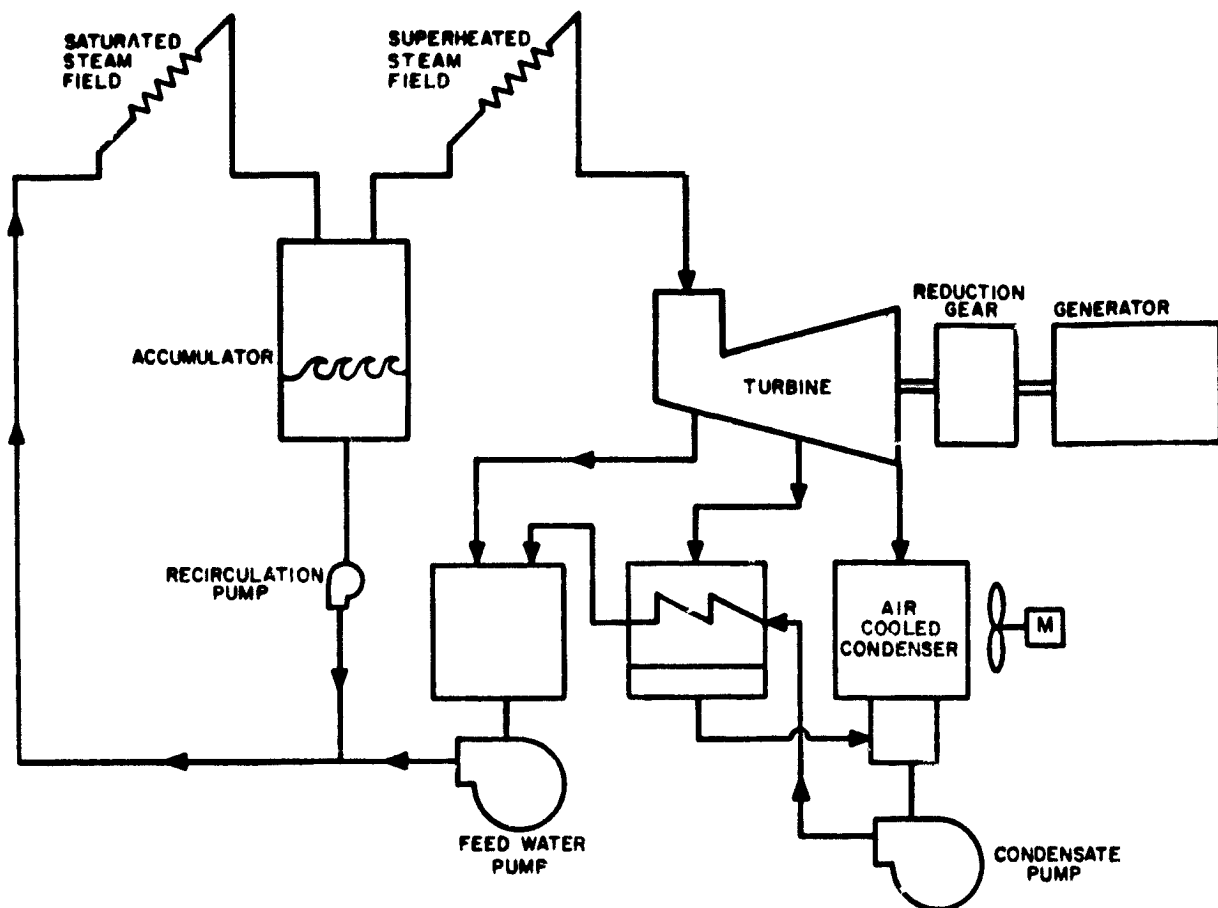 SATURATED
STEAM
FIELD
SUPERHEATED
STEAM
FIELD
REDUCTION
GEAR
GENERATOR
ACCUMULATOR
TURBINE
RECIRCULATION
PUMP
AIR
COOLED
CONDENSER
M
FEED WATER
PUMP
CONDENSATE
PUMP